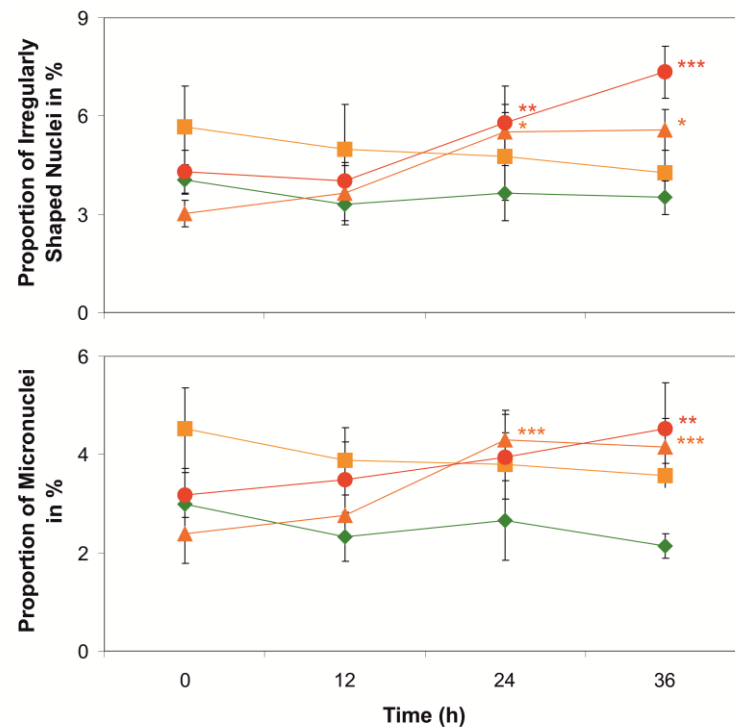 Proportion of Irregularly
Shaped Nuclei in %
9
6
3
0
**
*
***
*
Proportion of Micronuclei
in %
6
4
2
0
***
**
***
0 12 24 36
Time (h)